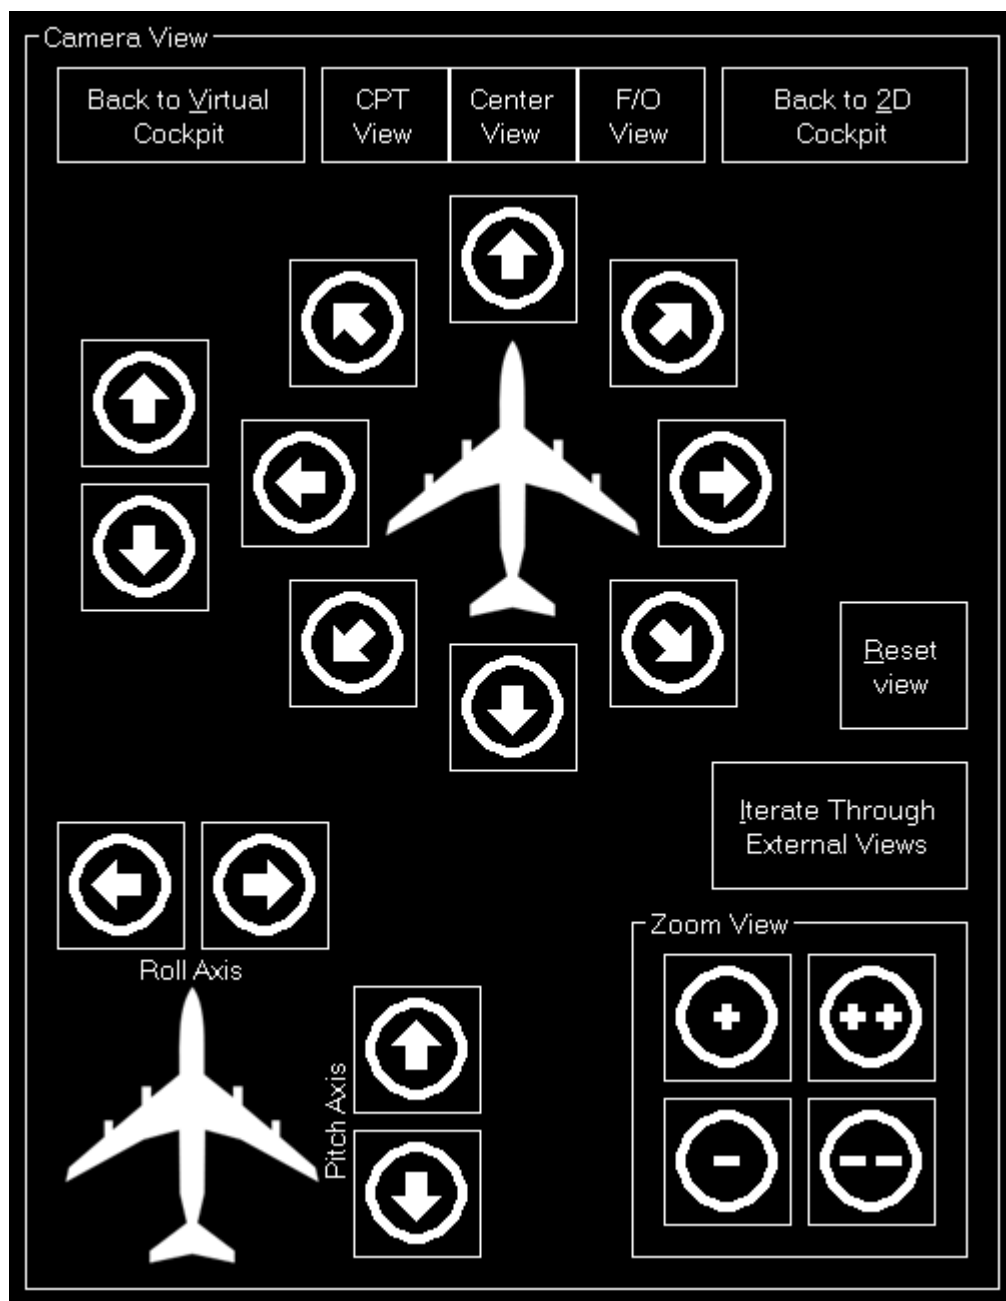 Camera View
Back to Virtual
Cockpit
CPT
View
Center
View
F/O
View
Back to 2D
Cockpit
Reset
view
Iterate Through
External Views
Roll Axis
Pitch Axis
Zoom View
+
++
-
--